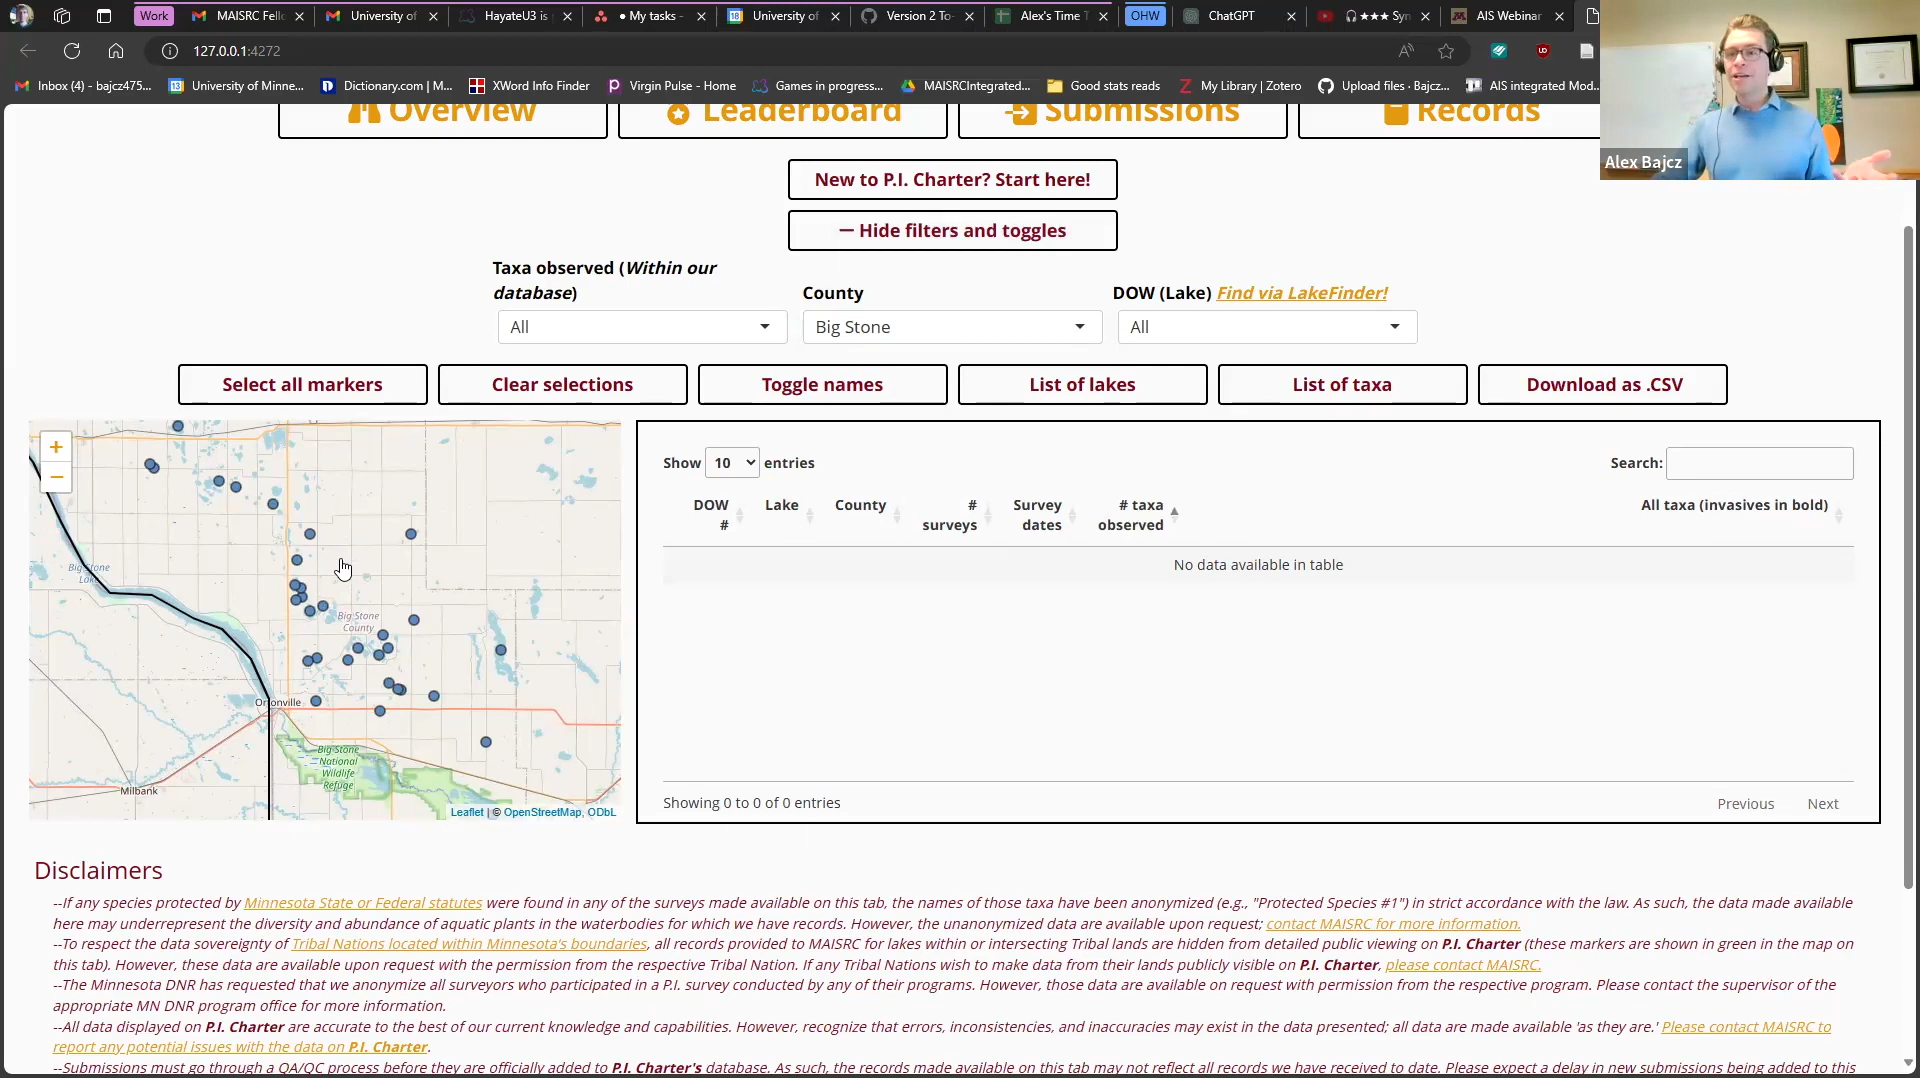 Work
MAISRC Fell
University of
HayateU3 is
• My tasks -
University of
Version 2 To-
Alex's Time T
OHW
ChatGPT
★★★ Syn
AIS Webinar
127.0.0.1:4272
Inbox (4) - bajcz475...
University of Minne...
Dictionary.com | M...
XWord Info Finder
Virgin Pulse - Home
Games in progress...
MAISRCIntegrated...
Good stats reads
My Library | Zotero
Upload files · Bajcz...
AIS integrated Mod...
Alex Bajcz
Overview
Leaderboard
Submissions
Records
New to P.I. Charter? Start here!
— Hide filters and toggles
Taxa observed (Within our
database)
County
DOW (Lake) Find via LakeFinder!
All
Big Stone
All
Select all markers
Clear selections
Toggle names
List of lakes
List of taxa
Download as .CSV
+
−
Big Stone
Lake
Big Stone
County
Ortonville
Big Stone
National
Wildlife
Refuge
Milbank
Leaflet | © OpenStreetMap, ODbL
Show 10 entries
Search:
DOW
#
Lake
County
#
surveys
Survey
dates
# taxa
observed
All taxa (invasives in bold)
No data available in table
Showing 0 to 0 of 0 entries
Previous
Next
Disclaimers
--If any species protected by Minnesota State or Federal statutes were found in any of the surveys made available on this tab, the names of those taxa have been anonymized (e.g., "Protected Species #1") in strict accordance with the law. As such, the data made available
here may underrepresent the diversity and abundance of aquatic plants in the waterbodies for which we have records. However, the unanonymized data are available upon request; contact MAISRC for more information.
--To respect the data sovereignty of Tribal Nations located within Minnesota's boundaries, all records provided to MAISRC for lakes within or intersecting Tribal lands are hidden from detailed public viewing on P.I. Charter (these markers are shown in green in the map on
this tab). However, these data are available upon request with the permission from the respective Tribal Nation. If any Tribal Nations wish to make data from their lands publicly visible on P.I. Charter, please contact MAISRC.
--The Minnesota DNR has requested that we anonymize all surveyors who participated in a P.I. survey conducted by any of their programs. However, those data are available on request with permission from the respective program. Please contact the supervisor of the
appropriate MN DNR program office for more information.
--All data displayed on P.I. Charter are accurate to the best of our current knowledge and capabilities. However, recognize that errors, inconsistencies, and inaccuracies may exist in the data presented; all data are made available 'as they are.' Please contact MAISRC to
report any potential issues with the data on P.I. Charter.
--Submissions must go through a QA/QC process before they are officially added to P.I. Charter's database. As such, the records made available on this tab may not reflect all records we have received to date. Please expect a delay in new submissions being added to this